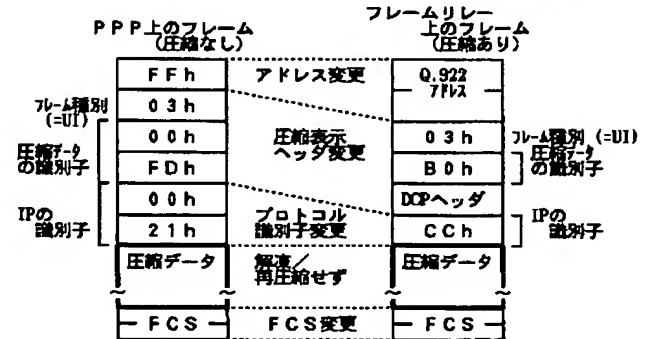 PPP上のフレーム
(圧縮なし)
フレームリレー
上のフレーム
(圧縮あり)
FFh
アドレス変更
Q.922
アドレス
フレーム種別
(=UI)
03h
00h
圧縮表示
ヘッダ変更
03h
フレーム種別 (=UI)
圧縮データ
の識別子
FDh
B0h
圧縮データ
の識別子
00h
DCPヘッダ
IPの
識別子
21h
プロトコル
識別子変更
CCh
IPの
識別子
圧縮データ
解凍/
再圧縮せず
圧縮データ
FCS
FCS変更
FCS